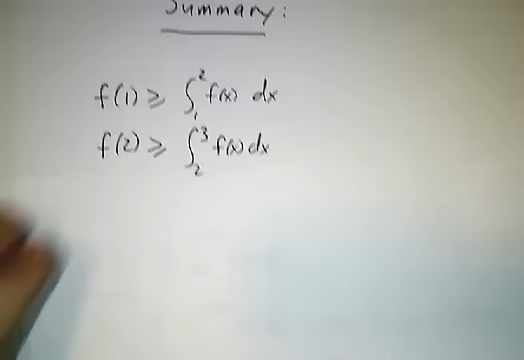 Summary:
f(1) ⩾ ∫₁² f(x) dx
f(2) ⩾ ∫₂³ f(x) dx